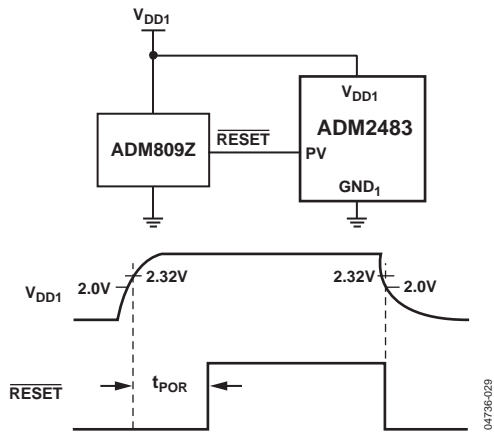 VDD1
VDD1
ADM809Z
RESET
PV
ADM2483
GND1
VDD1
2.0V
2.32V
2.32V
2.0V
RESET
tPOR
04736-029